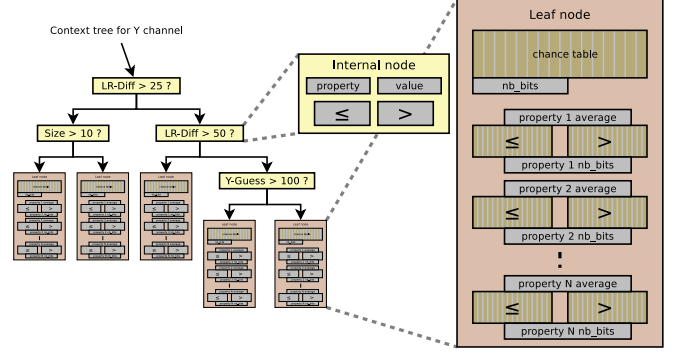 Context tree for Y channel
LR-Diff > 25 ?
Size > 10 ?
LR-Diff > 50 ?
Y-Guess > 100 ?
Internal node
property
value
≤
>
Leaf node
chance table
nb_bits
property 1 average
≤
>
property 1 nb_bits
property 2 average
≤
>
property 2 nb_bits
⋮
property N average
≤
>
property N nb_bits